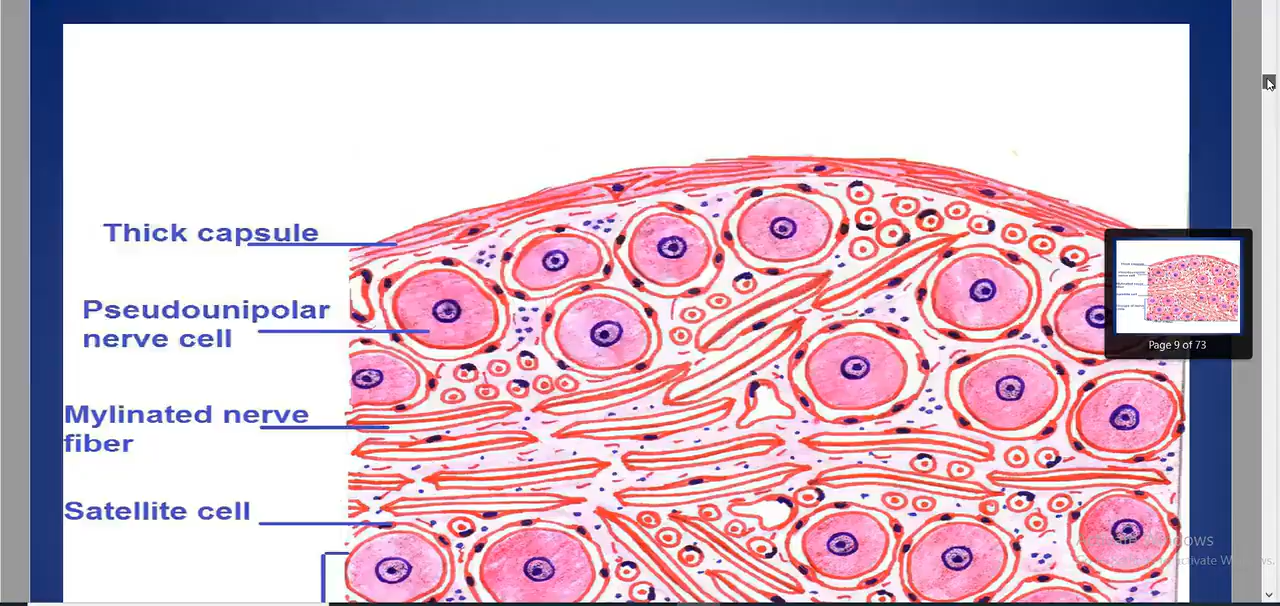 Thick capsule
Pseudounipolar
nerve cell
Mylinated nerve
fiber
Satellite cell
Page 9 of 73